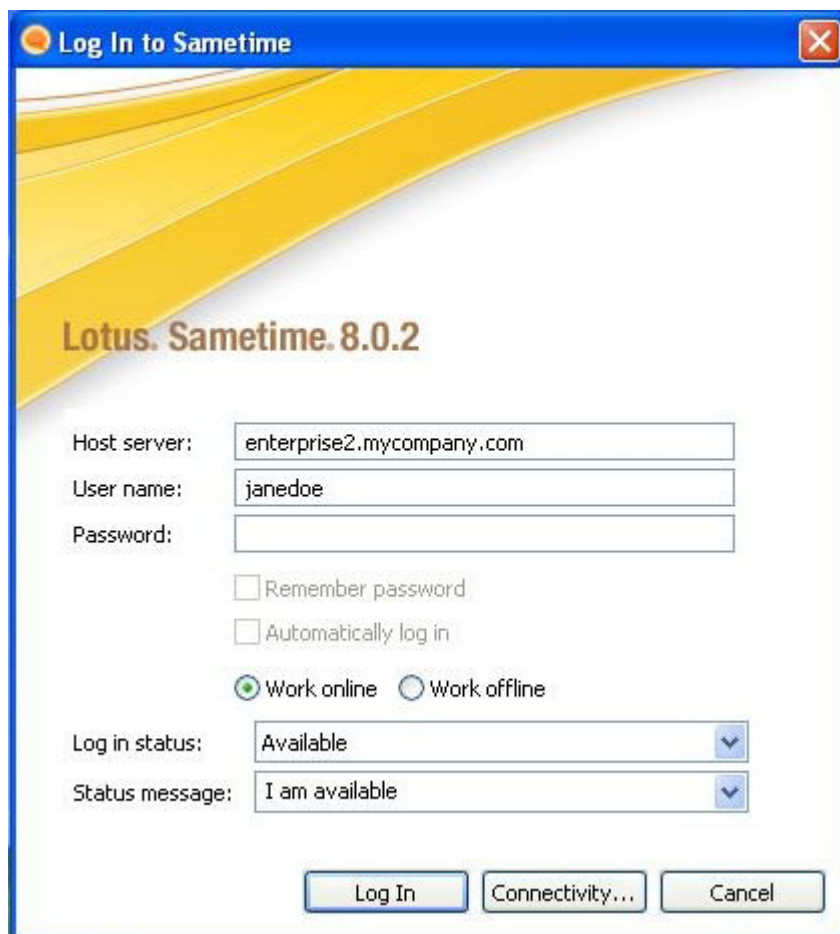 Log In to Sametime
Lotus. Sametime. 8.0.2
Host server: enterprise2.mycompany.com
User name: janedoe
Password:
Remember password
Automatically log in
Work online Work offline
Log in status: Available
Status message: I am available
Log In Connectivity... Cancel